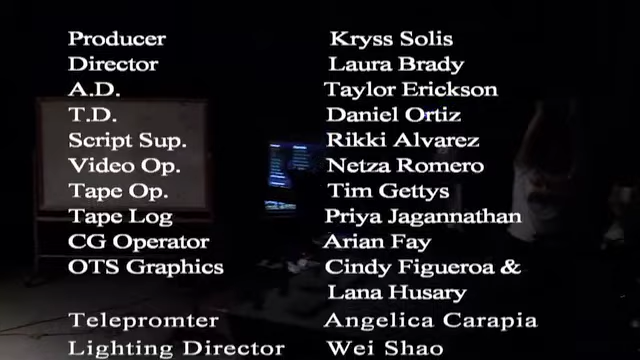 Producer Kryss Solis
Director Laura Brady
A.D. Taylor Erickson
T.D. Daniel Ortiz
Script Sup. Rikki Alvarez
Video Op. Netza Romero
Tape Op. Tim Gettys
Tape Log Priya Jagannathan
CG Operator Arian Fay
OTS Graphics Cindy Figueroa &
Lana Husary
Telepromter Angelica Carapia
Lighting Director Wei Shao